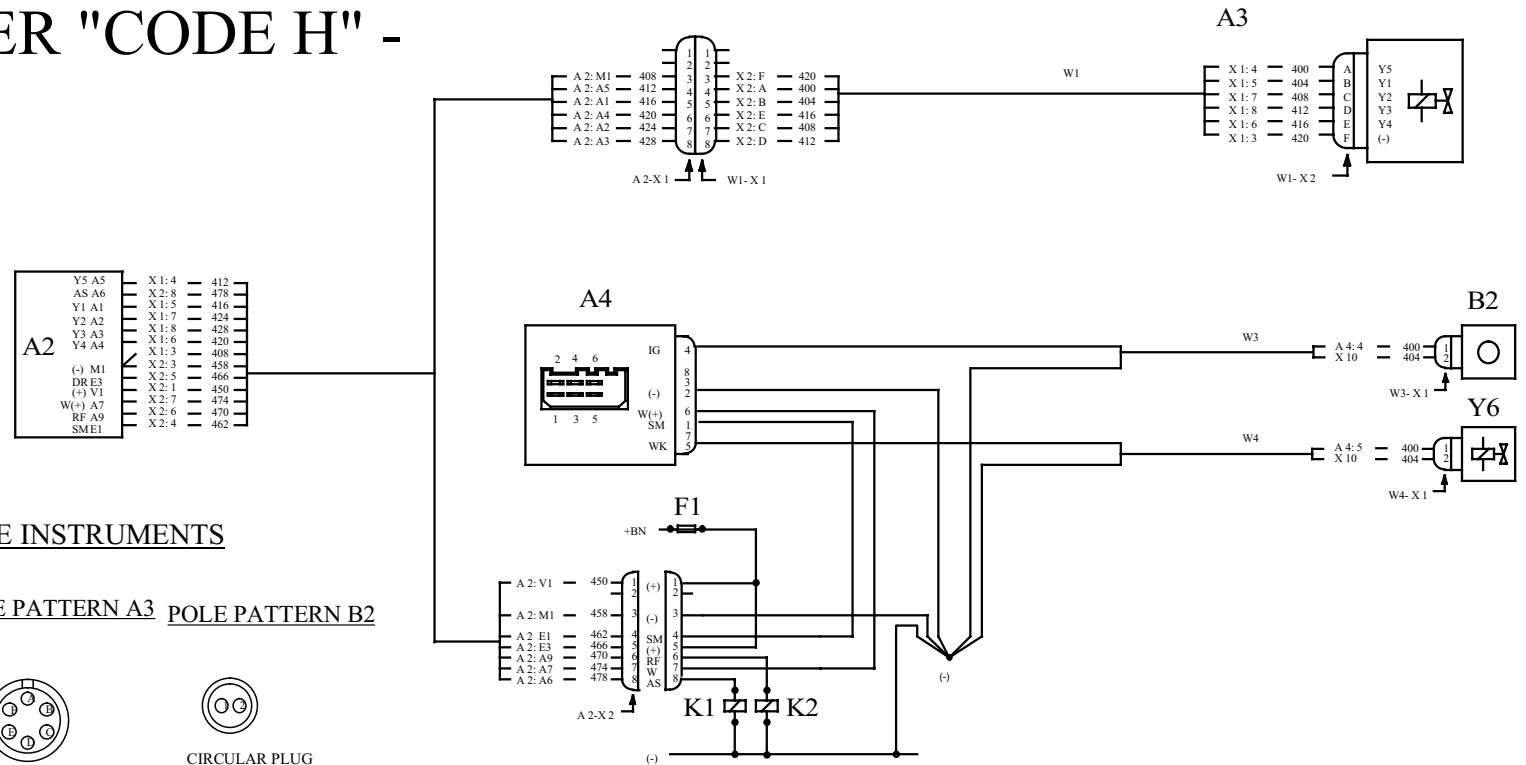 ER "CODE H" -
A3
A 2: M1 408
A 2: A5 412
A 2: A1 416
A 2: A4 420
A 2: A2 424
A 2: A3 428
1 1
2 2
3 3
4 4
5 5
6 6
7 7
8 8
X 2: F 420
X 2: A 400
X 2: B 404
X 2: E 416
X 2: C 408
X 2: D 412
A 2-X 1
W1- X 1
W1
X 1: 4 400 A Y5
X 1: 5 404 B Y1
X 1: 7 408 C Y2
X 1: 8 412 D Y3
X 1: 6 416 E Y4
X 1: 3 420 F (-)
W1- X 2
A2
Y5 A5 X 1: 4 412
AS A6 X 2: 8 478
Y1 A1 X 1: 5 416
Y2 A2 X 1: 7 424
Y3 A3 X 1: 8 428
Y4 A4 X 1: 6 420
X 1: 3 408
(-) M1 X 2: 3 458
DR E3 X 2: 5 466
(+) V1 X 2: 1 450
W(+) A7 X 2: 7 474
RF A9 X 2: 6 470
SM E1 X 2: 4 462
A4
2 4 6
1 3 5
IG 4
8
3
(-) 2
W(+) 6
SM 1
7
WK 5
W3
A 4: 4 400 1
X 10 404 2
W3- X 1
B2
W4
A 4: 5 400 1
X 10 404 2
W4- X 1
Y6
F1
+BN
A 2: V1 450 1 (+) 1
2 2
A 2: M1 458 3 (-) 3
A 2 E1 462 4 SM 4
A 2: E3 466 5 (+) 5
A 2: A9 470 6 RF 6
A 2: A7 474 7 W 7
A 2: A6 478 8 AS 8
A 2-X 2
K1
K2
(-)
(-)
E INSTRUMENTS
E PATTERN A3
POLE PATTERN B2
A
F B
E C
D
1 2
CIRCULAR PLUG